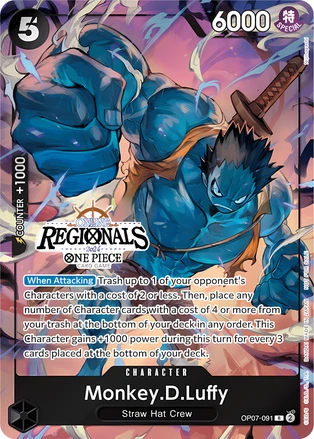 5
6000
特
SPECIAL
COUNTER +1000
ONLINE
REGIONALS
2024
ONE PIECE
CARD GAME
When Attacking Trash up to 1 of your opponent's
Characters with a cost of 2 or less. Then, place any
number of Character cards with a cost of 4 or more from
your trash at the bottom of your deck in any order. This
Character gains +1000 power during this turn for every 3
cards placed at the bottom of your deck.
CHARACTER
Monkey.D.Luffy
Straw Hat Crew
OP07-091 R 2